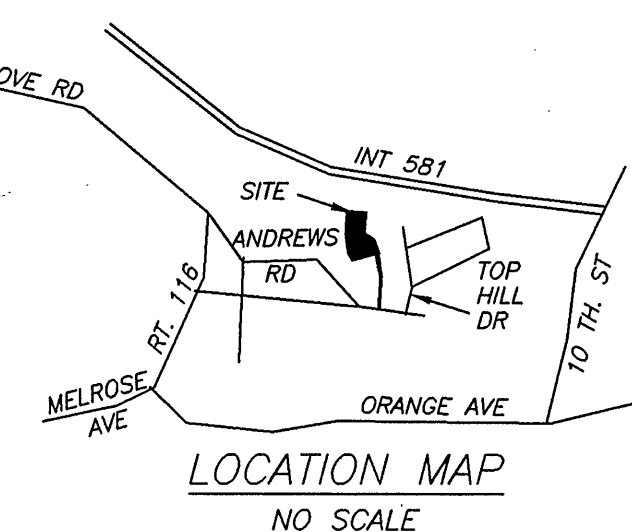 OVE RD
INT 581
SITE
ANDREWS
RD
TOP
HILL
DR
RT. 116
10 TH. ST
MELROSE
AVE
ORANGE AVE
LOCATION MAP
NO SCALE